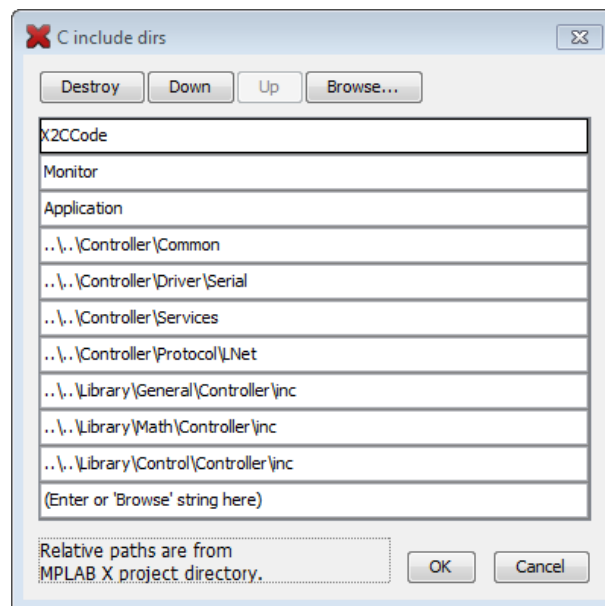 C include dirs
Destroy Down Up Browse...
X2CCode
Monitor
Application
..\..\Controller\Common
..\..\Controller\Driver\Serial
..\..\Controller\Services
..\..\Controller\Protocol\LNet
..\..\Library\General\Controller\inc
..\..\Library\Math\Controller\inc
..\..\Library\Control\Controller\inc
(Enter or 'Browse' string here)
Relative paths are from
MPLAB X project directory.
OK Cancel